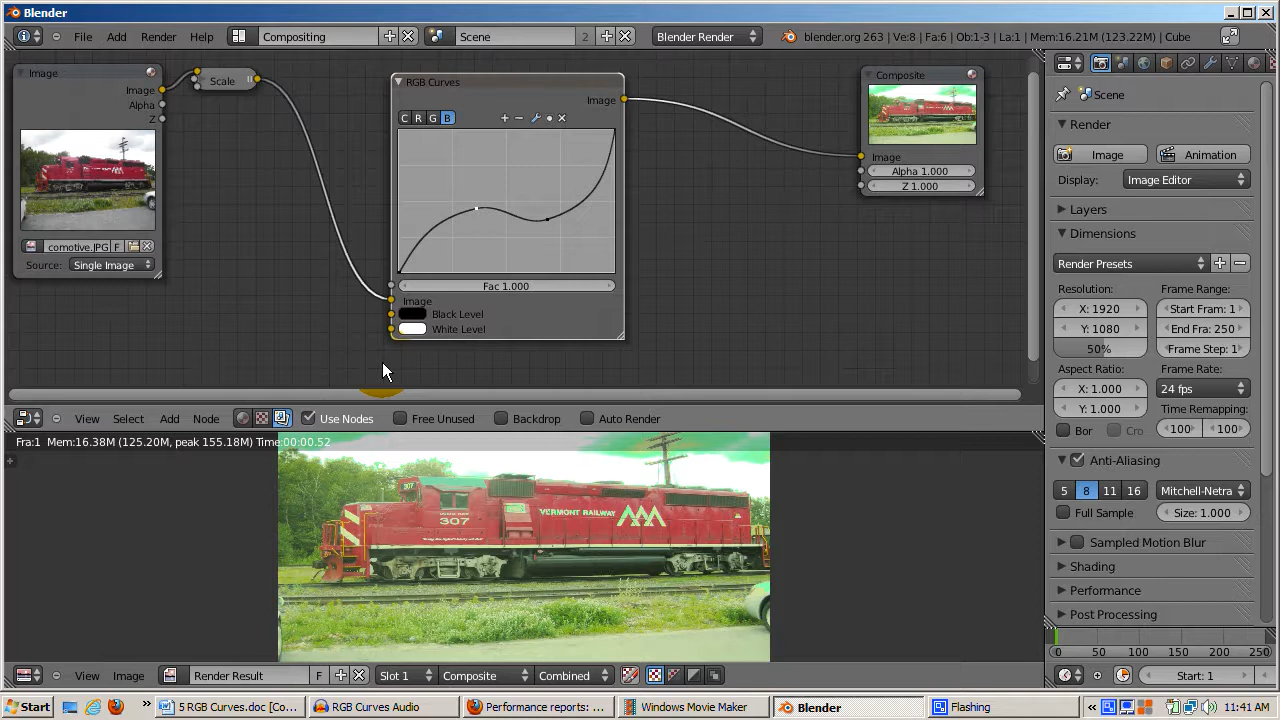 Blender
File Add Render Help Compositing Scene 2 Blender Render blender.org 263 | Ve:8 | Fa:6 | Ob:1-3 | La:1 | Mem:16.21M (123.22M) | Cube
Image
Image
Alpha
Z
comotive.JPG F
Source: Single Image
Scale
RGB Curves
Image
C R G B
Fac 1.000
Image
Black Level
White Level
Composite
Image
Alpha 1.000
Z 1.000
View Select Add Node Use Nodes Free Unused Backdrop Auto Render
Fra:1 Mem:16.38M (125.20M, peak 155.18M) Time:00:00.52
307
VERMONT RAILWAY
307
View Image Render Result F Slot 1 Composite Combined
Scene
Render
Image Animation
Display: Image Editor
Layers
Dimensions
Render Presets
Resolution: Frame Range:
X: 1920 Start Fram: 1
Y: 1080 End Fra: 250
50% Frame Step: 1
Aspect Ratio: Frame Rate:
X: 1.000 24 fps
Y: 1.000 Time Remapping:
Bor Cro 100 100
Anti-Aliasing
5 8 11 16 Mitchell-Netra
Full Sample Size: 1.000
Sampled Motion Blur
Shading
Performance
Post Processing
0 50 100 150 200 250
Start: 1
Start 5 RGB Curves.doc [Co... RGB Curves Audio Performance reports: ... Windows Movie Maker Blender Flashing 11:41 AM